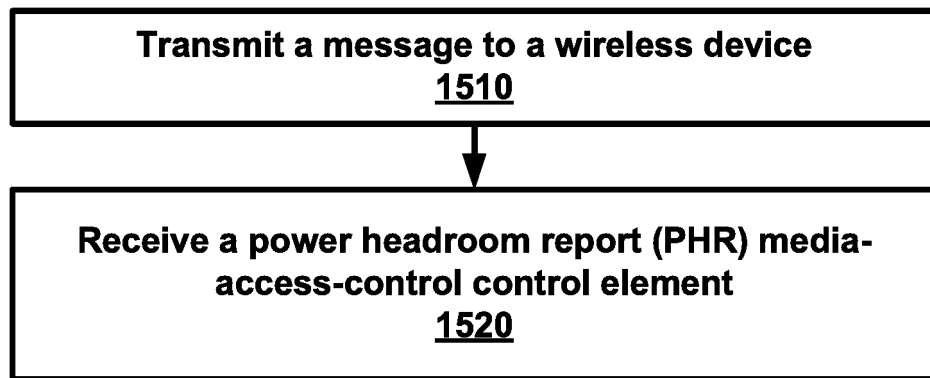 Transmit a message to a wireless device
1510
Receive a power headroom report (PHR) media-
access-control control element
1520